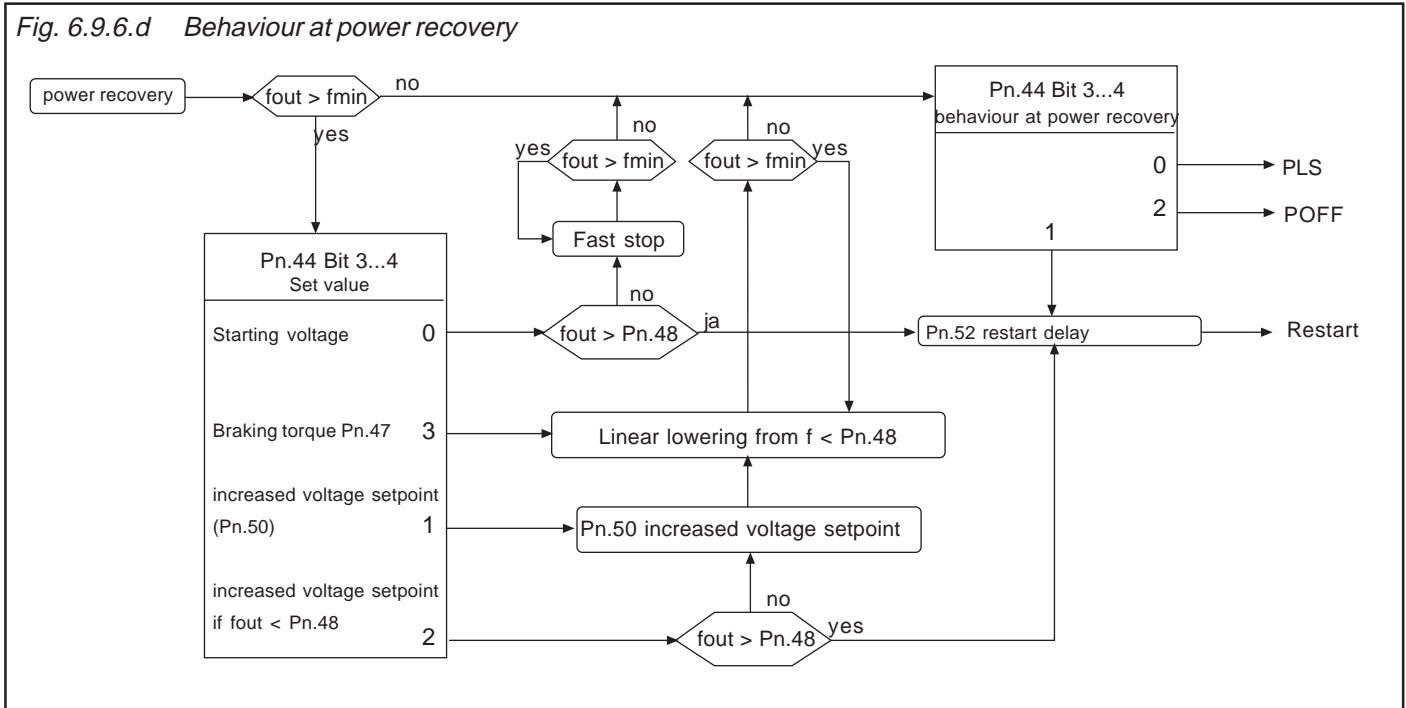 Fig. 6.9.6.d Behaviour at power recovery
power recovery
fout > fmin
no
yes
Pn.44 Bit 3...4
behaviour at power recovery
0
PLS
2
POFF
1
no
no
yes
fout > fmin
fout > fmin
yes
Fast stop
no
Pn.44 Bit 3...4
Set value
Starting voltage 0
fout > Pn.48
ja
Pn.52 restart delay
Restart
Braking torque Pn.47 3
Linear lowering from f < Pn.48
increased voltage setpoint
(Pn.50) 1
Pn.50 increased voltage setpoint
increased voltage setpoint
if fout < Pn.48
2
no
fout > Pn.48
yes